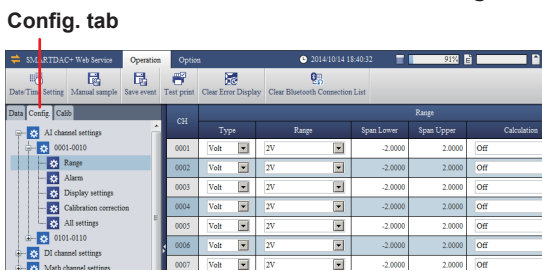 Config. tab
SMARTDAC+ Web Service Operation Option 2014/10/14 18:40:32 91%
Date/Time Setting Manual sample Save event Test print Clear Error Display Clear Bluetooth Connection List
Data Config. Calib
CH Range
Type Range Span Lower Span Upper Calculation
AI channel settings
0001-0010
Range
Alarm
Display settings
Calibration correction
All settings
0101-0110
DI channel settings
Math channel settings
0001 Volt 2V -2.0000 2.0000 Off
0002 Volt 2V -2.0000 2.0000 Off
0003 Volt 2V -2.0000 2.0000 Off
0004 Volt 2V -2.0000 2.0000 Off
0005 Volt 2V -2.0000 2.0000 Off
0006 Volt 2V -2.0000 2.0000 Off
0007 Volt 2V -2.0000 2.0000 Off